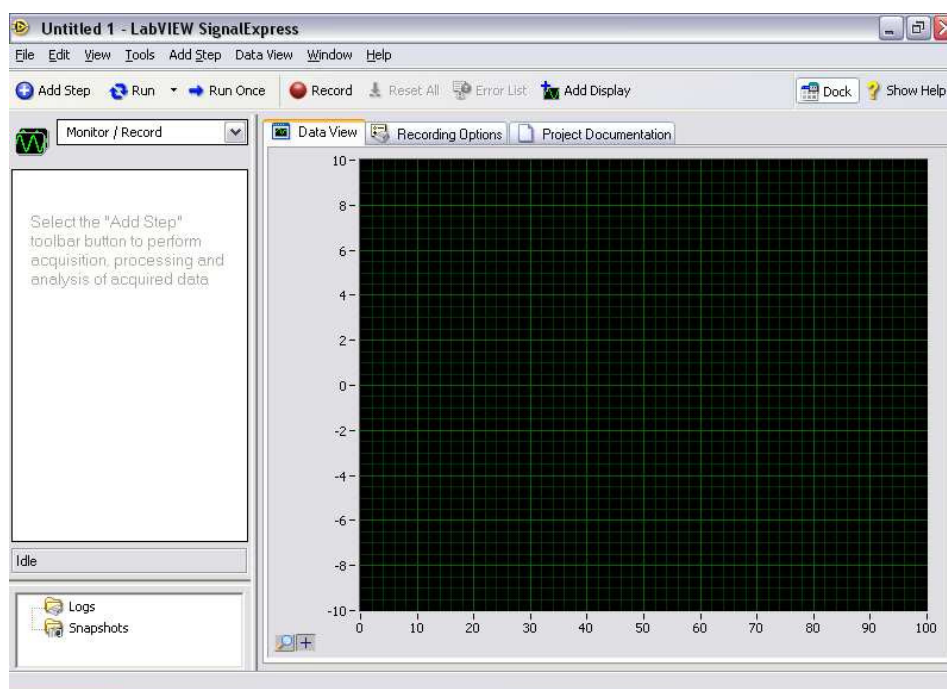 Untitled 1 - LabVIEW SignalExpress
File Edit View Tools Add Step Data View Window Help
Add Step Run Run Once Record Reset All Error List Add Display Dock Show Help
Monitor / Record
Data View Recording Options Project Documentation
Select the "Add Step"
toolbar button to perform
acquisition, processing and
analysis of acquired data
Idle
Logs
Snapshots
10
8
6
4
2
0
-2
-4
-6
-8
-10
0 10 20 30 40 50 60 70 80 90 100